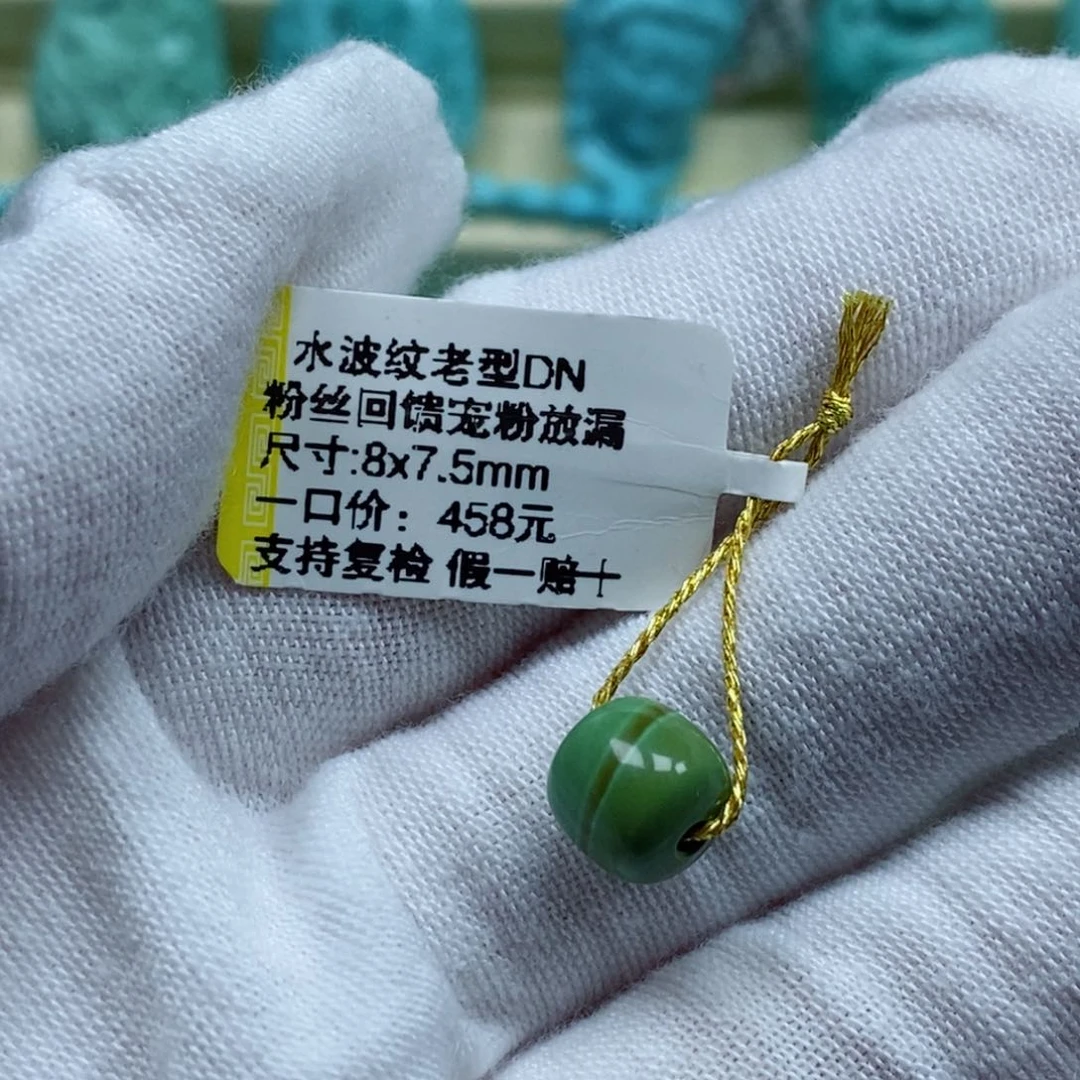 水波纹老型DN
粉丝回馈宠粉放漏
尺寸:8x7.5mm
一口价：458元
支持复检 假一赔十